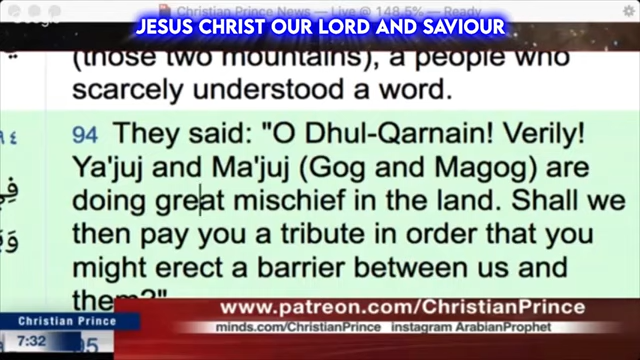 Christian Prince News — Live @ 148.5% — Ready
JESUS CHRIST OUR LORD AND SAVIOUR
(those two mountains), a people who
scarcely understood a word.
94 They said: "O Dhul-Qarnain! Verily!
Ya'juj and Ma'juj (Gog and Magog) are
doing great mischief in the land. Shall we
then pay you a tribute in order that you
might erect a barrier between us and
them?"
www.patreon.com/ChristianPrince
Christian Prince
minds.com/ChristianPrince instagram ArabianProphet
7:32